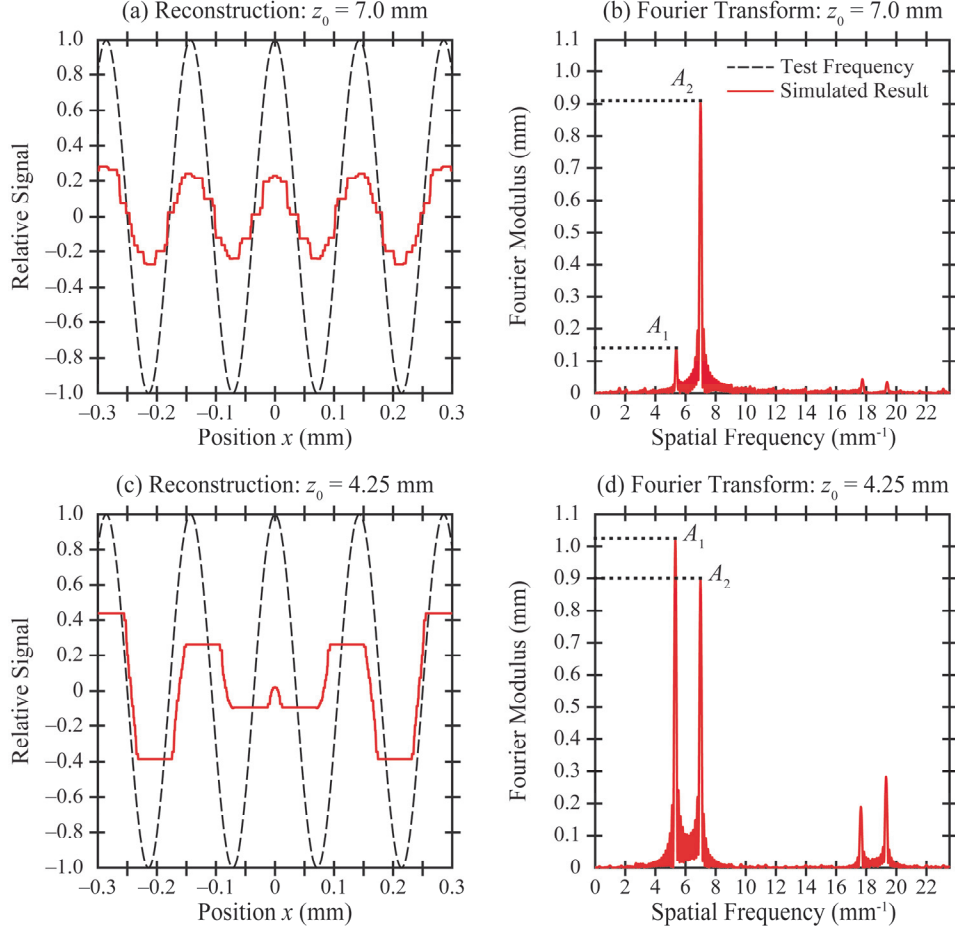 (a) Reconstruction: z0 = 7.0 mm
1.0
0.8
0.6
0.4
0.2
0
−0.2
−0.4
−0.6
−0.8
−1.0
Relative Signal
−0.3 −0.2 −0.1 0 0.1 0.2 0.3
Position x (mm)
(b) Fourier Transform: z0 = 7.0 mm
1.1
1.0
0.9
0.8
0.7
0.6
0.5
0.4
0.3
0.2
0.1
0
Fourier Modulus (mm)
Test Frequency
Simulated Result
A2
A1
0 2 4 6 8 10 12 14 16 18 20 22
Spatial Frequency (mm-1)
(c) Reconstruction: z0 = 4.25 mm
1.0
0.8
0.6
0.4
0.2
0
−0.2
−0.4
−0.6
−0.8
−1.0
Relative Signal
−0.3 −0.2 −0.1 0 0.1 0.2 0.3
Position x (mm)
(d) Fourier Transform: z0 = 4.25 mm
1.1
1.0
0.9
0.8
0.7
0.6
0.5
0.4
0.3
0.2
0.1
0
Fourier Modulus (mm)
A1
A2
0 2 4 6 8 10 12 14 16 18 20 22
Spatial Frequency (mm-1)